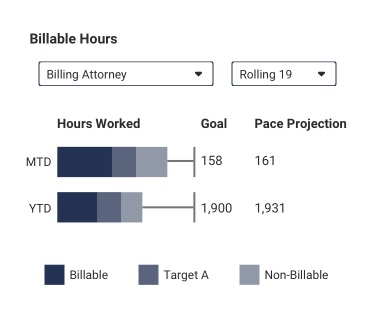 Billable Hours
Billing Attorney
Rolling 19
Hours Worked Goal Pace Projection
MTD 158 161
YTD 1,900 1,931
Billable Target A Non-Billable